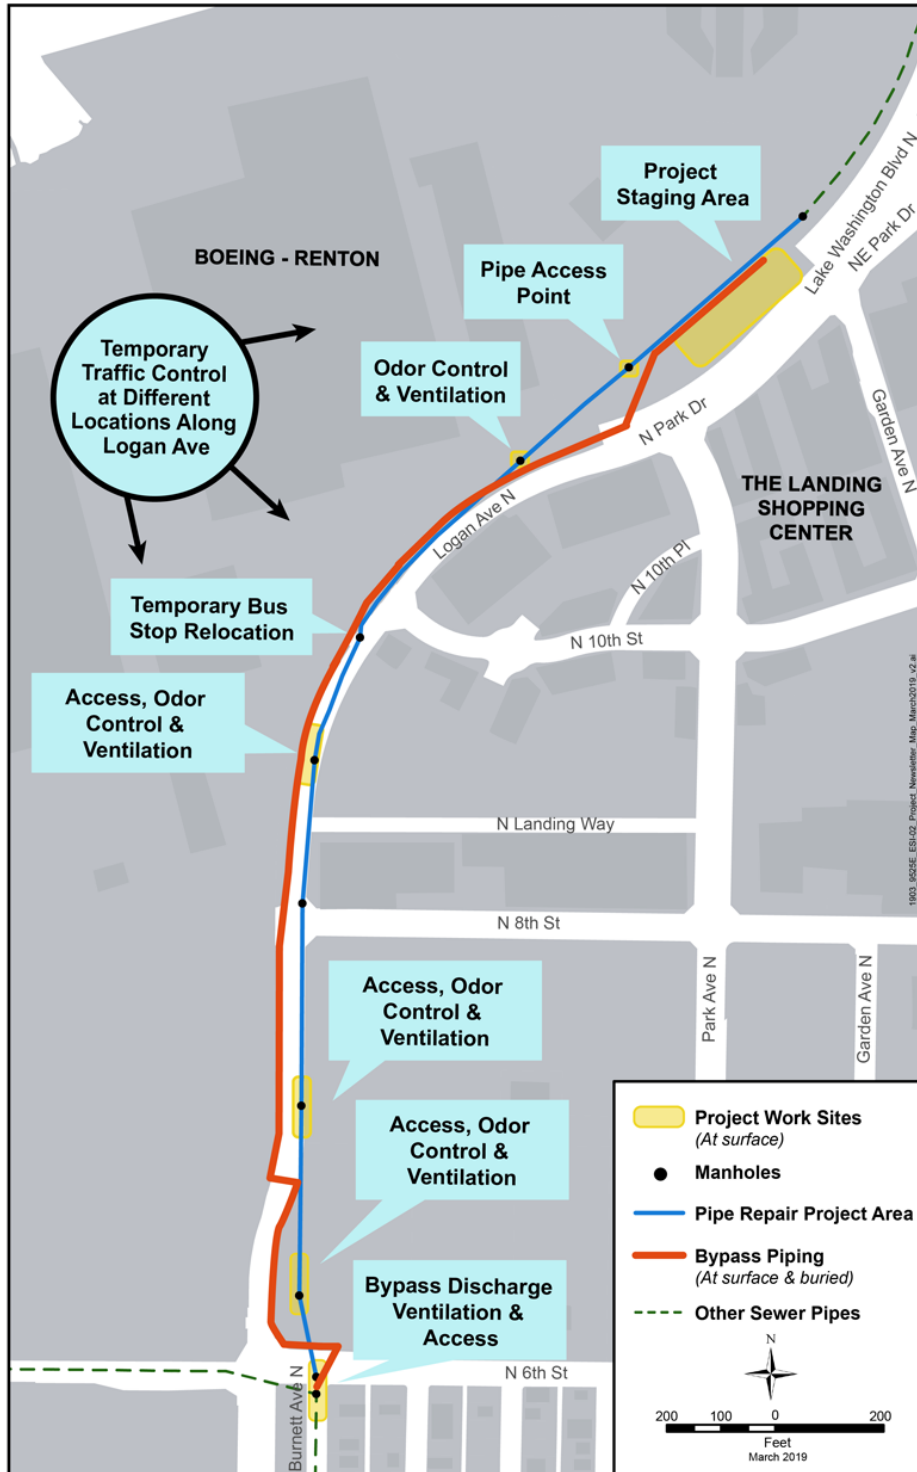 Project
Staging Area
Lake Washington Blvd N
NE Park Dr
BOEING - RENTON
Pipe Access
Point
Temporary
Traffic Control
at Different
Locations Along
Logan Ave
Odor Control
& Ventilation
N Park Dr
Garden Ave N
THE LANDING
SHOPPING
CENTER
Logan Ave N
N 10th Pl
Temporary Bus
Stop Relocation
N 10th St
Access, Odor
Control &
Ventilation
1903_9525E_ESI-02_Project_Newsletter_Map_March2019_v2.ai
N Landing Way
N 8th St
Access, Odor
Control &
Ventilation
Park Ave N
Garden Ave N
Access, Odor
Control &
Ventilation
Bypass Discharge
Ventilation &
Access
N 6th St
Burnett Ave N
Project Work Sites
(At surface)
Manholes
Pipe Repair Project Area
Bypass Piping
(At surface & buried)
Other Sewer Pipes
N
200 100 0 200
Feet
March 2019